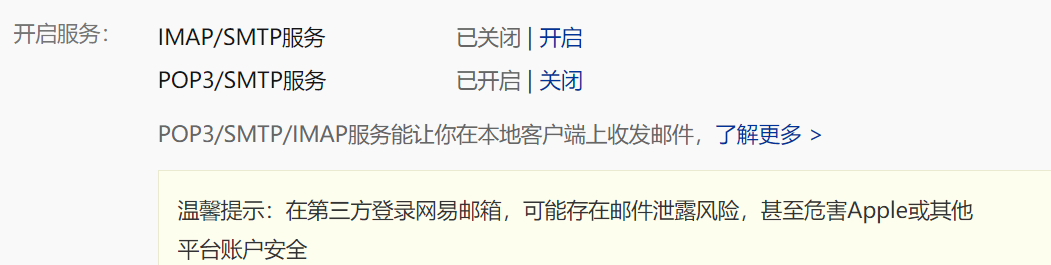 开启服务：
IMAP/SMTP服务 已关闭 | 开启
POP3/SMTP服务 已开启 | 关闭
POP3/SMTP/IMAP服务能让你在本地客户端上收发邮件，了解更多 >
温馨提示：在第三方登录网易邮箱，可能存在邮件泄露风险，甚至危害Apple或其他
平台账户安全